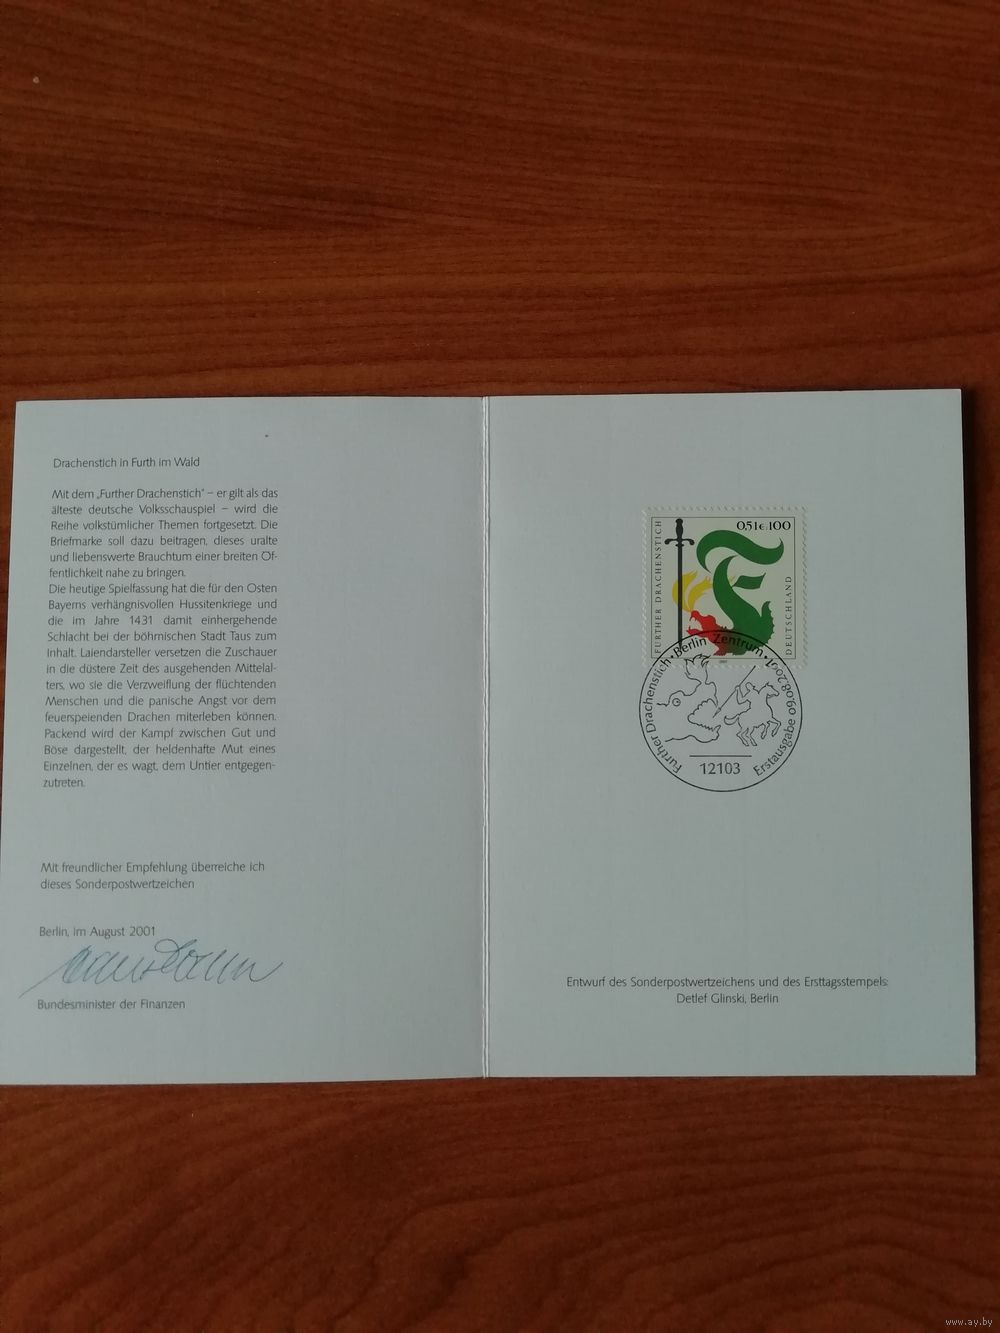 Drachenstich in Furth im Wald
Mit dem „Further Drachenstich“ – er gilt als das
älteste deutsche Volksschauspiel – wird die
Reihe volkstümlicher Themen fortgesetzt. Die
Briefmarke soll dazu beitragen, dieses uralte
und liebenswerte Brauchtum einer breiten Öf-
fentlichkeit nahe zu bringen.
Die heutige Spielfassung hat die für den Osten
Bayerns verhängnisvollen Hussitenkriege und
die im Jahre 1431 damit einhergehende
Schlacht bei der böhmischen Stadt Taus zum
Inhalt. Laiendarsteller versetzen die Zuschauer
in die düstere Zeit des ausgehenden Mittelal-
ters, wo sie die Verzweiflung der flüchtenden
Menschen und die panische Angst vor dem
feuerspeienden Drachen miterleben können.
Packend wird der Kampf zwischen Gut und
Böse dargestellt, der heldenhafte Mut eines
Einzelnen, der es wagt, dem Untier entgegen-
zutreten.
Mit freundlicher Empfehlung überreiche ich
dieses Sonderpostwertzeichen
Berlin, im August 2001
Bundesminister der Finanzen
FURTHER DRACHENSTICH
0,51€ 100
DEUTSCHLAND
Further Drachenstich • Berlin Zentrum •
Erstausgabe 09.08.2001
12103
Entwurf des Sonderpostwertzeichens und des Ersttagsstempels:
Detlef Glinski, Berlin
www.ay.by